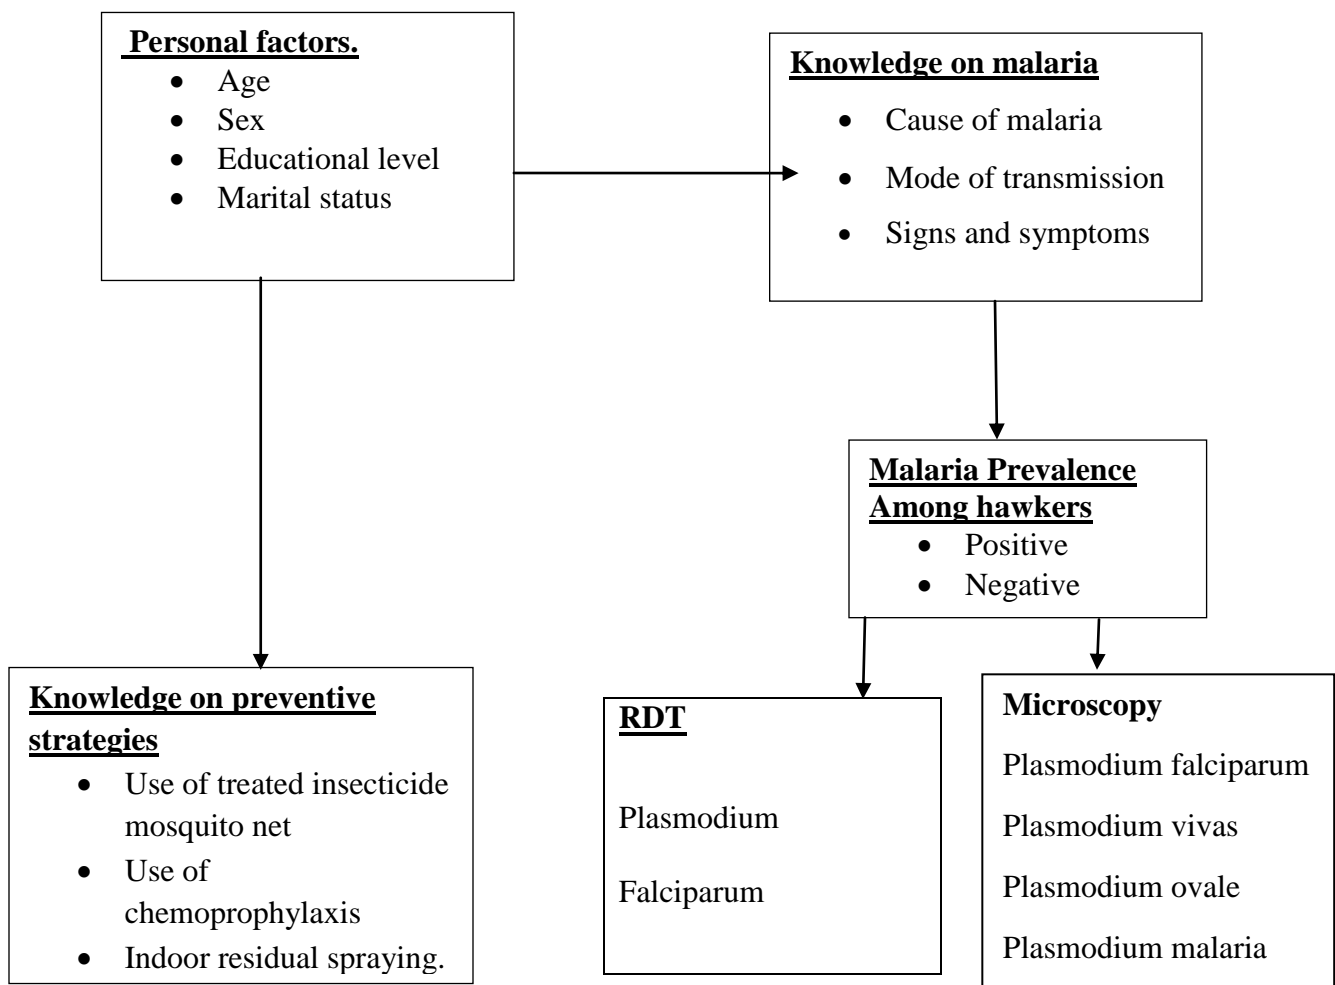 Personal factors.
• Age
• Sex
• Educational level
• Marital status
Knowledge on malaria
• Cause of malaria
• Mode of transmission
• Signs and symptoms
Malaria Prevalence
Among hawkers
• Positive
• Negative
Knowledge on preventive
strategies
• Use of treated insecticide
mosquito net
• Use of
chemoprophylaxis
• Indoor residual spraying.
RDT
Plasmodium
Falciparum
Microscopy
Plasmodium falciparum
Plasmodium vivas
Plasmodium ovale
Plasmodium malaria